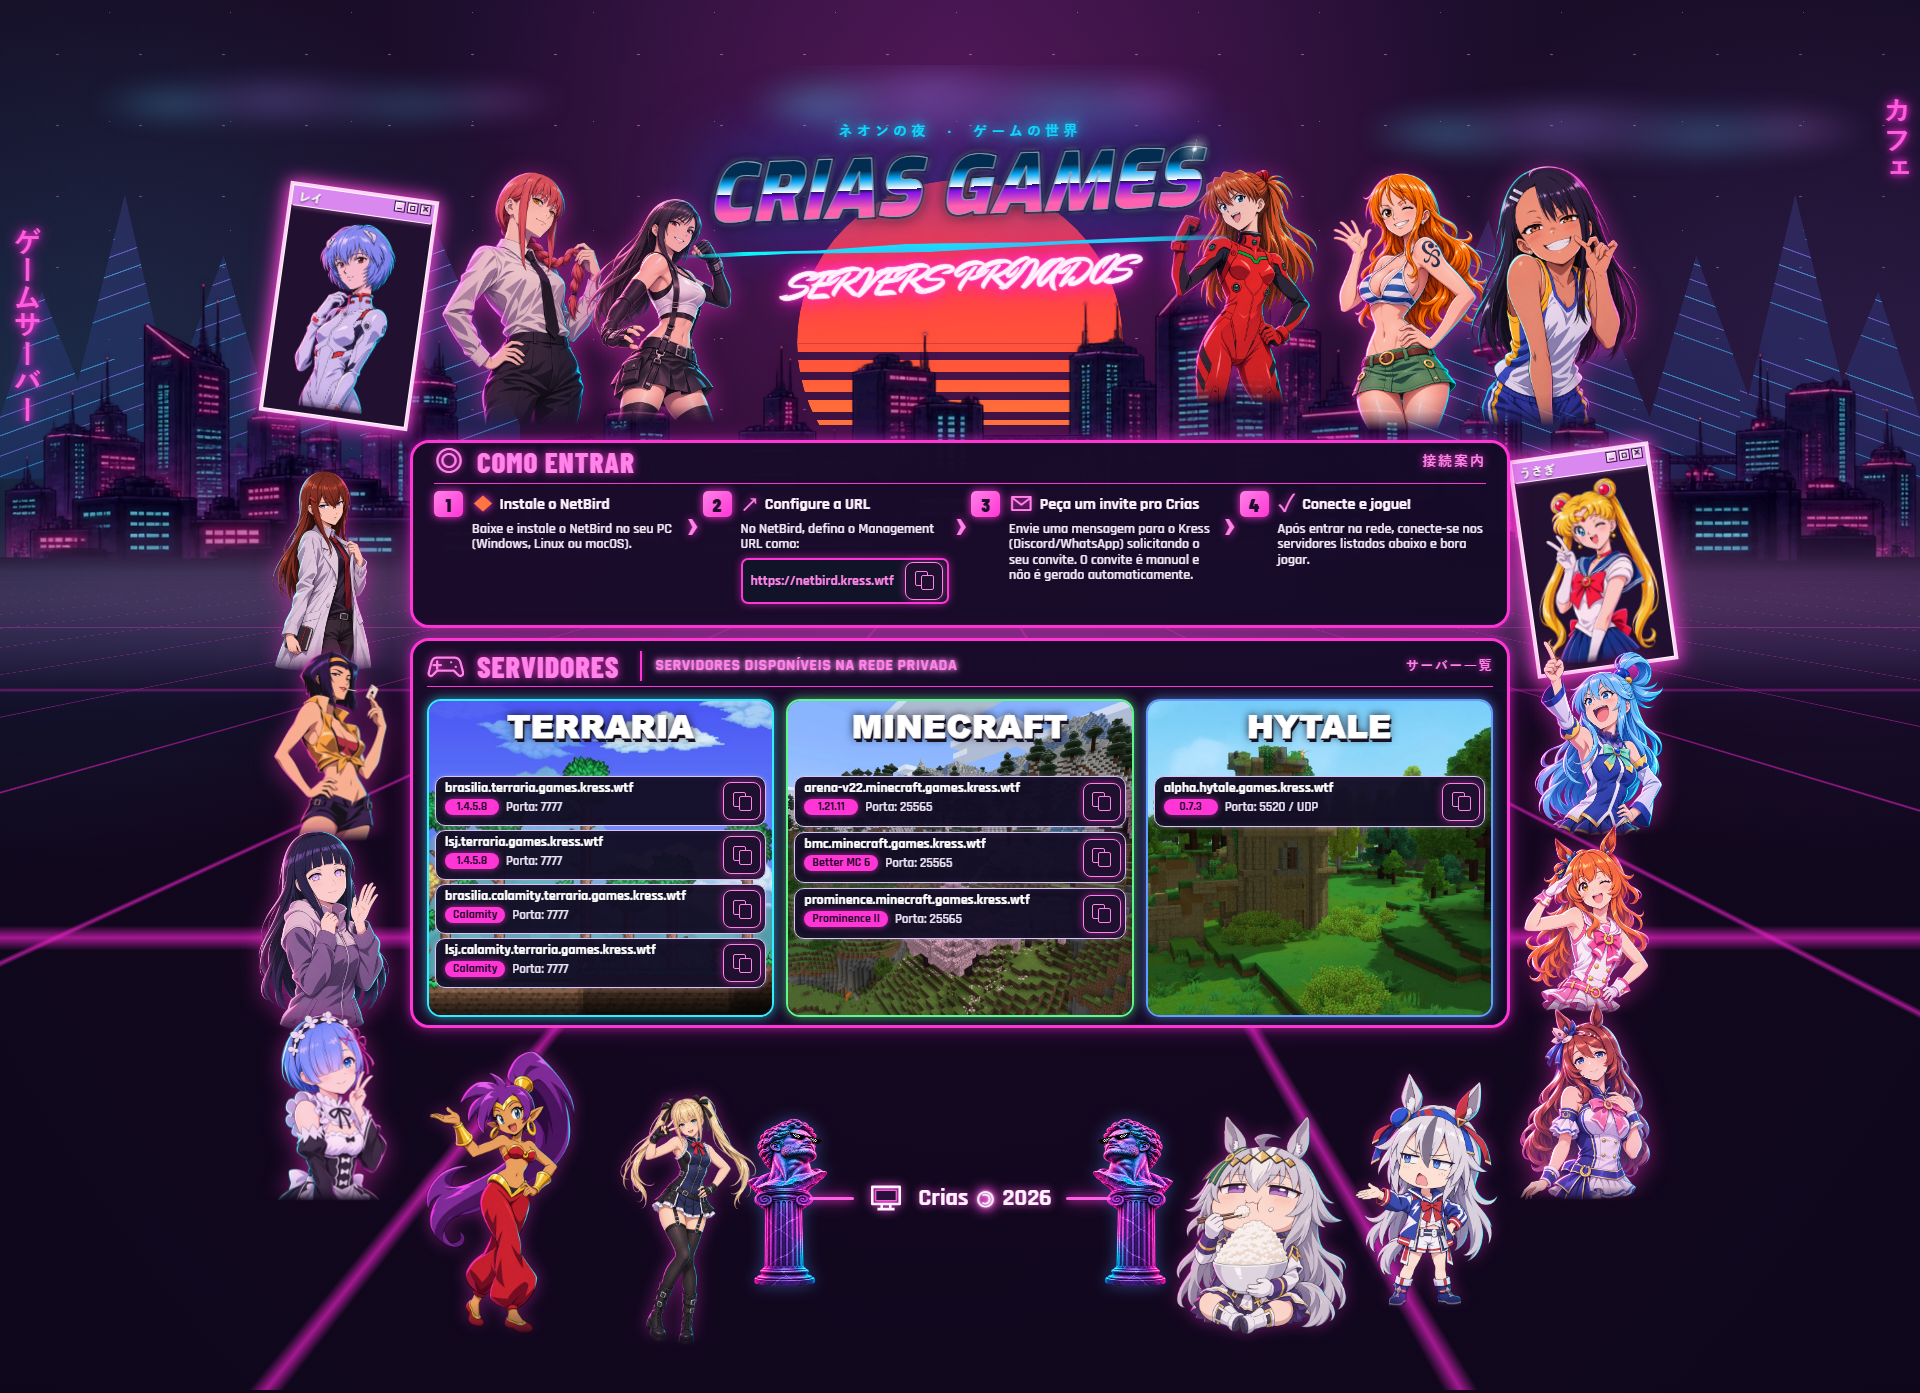 ネオンの夜 · ゲームの世界
CRIAS GAMES
SERVERS PRIVADOS
カフェ
ゲームサーバー
レイ
COMO ENTRAR
接続案内
1 Instale o NetBird
Baixe e instale o NetBird no seu PC
(Windows, Linux ou macOS).
2 Configure a URL
No NetBird, defina o Management
URL como:
https://netbird.kress.wtf
3 Peça um invite pro Crias
Envie uma mensagem para o Kress
(Discord/WhatsApp) solicitando o
seu convite. O convite é manual e
não é gerado automaticamente.
4 Conecte e jogue!
Após entrar na rede, conecte-se nos
servidores listados abaixo e bora
jogar.
うさぎ
SERVIDORES
SERVIDORES DISPONÍVEIS NA REDE PRIVADA
サーバー一覧
TERRARIA
brasilia.terraria.games.kress.wtf
1.4.5.8 Porta: 7777
lsj.terraria.games.kress.wtf
1.4.5.8 Porta: 7777
brasilia.calamity.terraria.games.kress.wtf
Calamity Porta: 7777
lsj.calamity.terraria.games.kress.wtf
Calamity Porta: 7777
MINECRAFT
arena-v22.minecraft.games.kress.wtf
1.21.11 Porta: 25565
bmc.minecraft.games.kress.wtf
Better MC 6 Porta: 25565
prominence.minecraft.games.kress.wtf
Prominence II Porta: 25565
HYTALE
alpha.hytale.games.kress.wtf
0.7.3 Porta: 5520 / UDP
Crias 2026